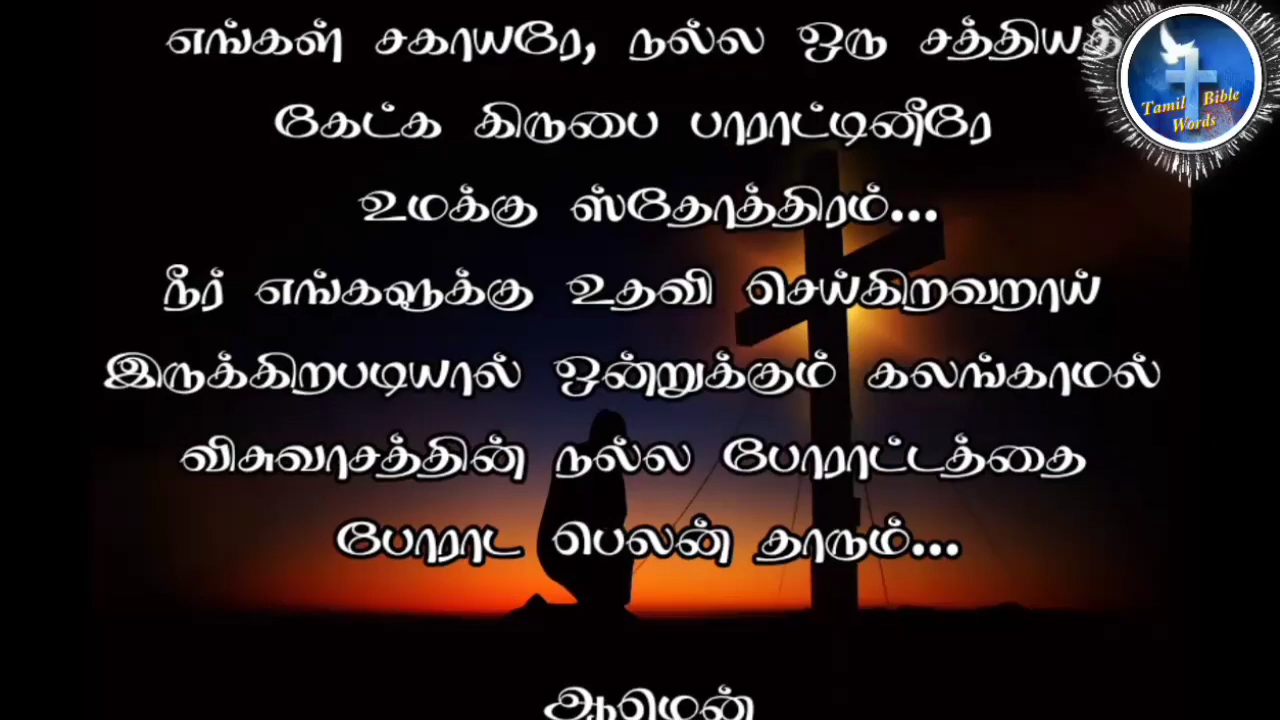 எங்கள் சகாயரே, நல்ல ஒரு சத்தியத்
கேட்க கிருபை பாராட்டினீரே
உமக்கு ஸ்தோத்திரம்...
நீர் எங்களுக்கு உதவி செய்கிறவறாய்
இருக்கிறபடியால் ஒன்றுக்கும் கலங்காமல்
விசுவாசத்தின் நல்ல போராட்டத்தை
போராட பெலன் தாரும்...
ஆமென்
Tamil Bible
Words